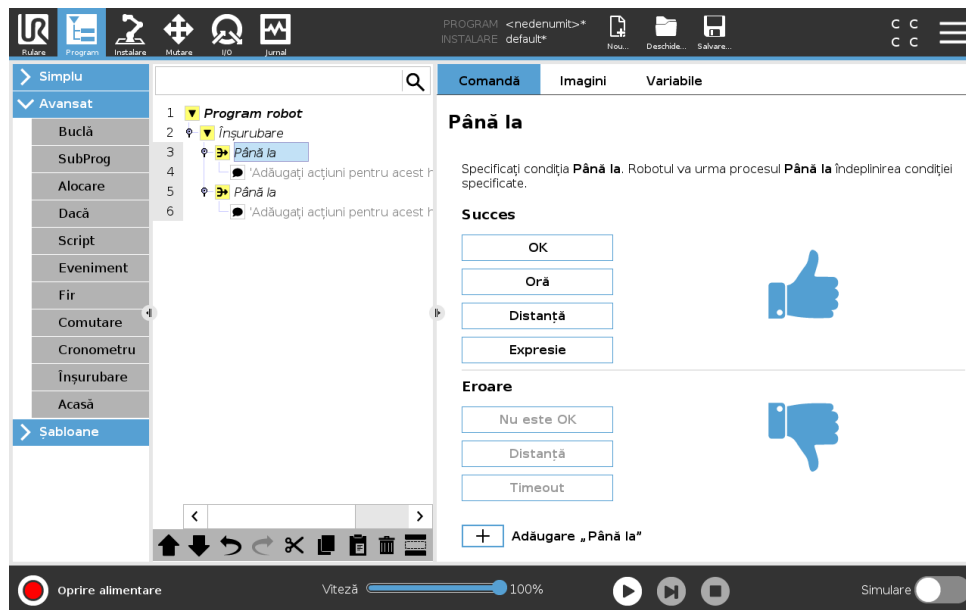 PROGRAM <nedenumit>*
INSTALARE default*
Rulare
Program
Instalare
Mutare
I/O
Jurnal
Nou...
Deschide...
Salvare...
C C
C C
Simplu
Avansat
Buclă
SubProg
Alocare
Dacă
Script
Eveniment
Fir
Comutare
Cronometru
Înșurubare
Acasă
Șabloane
1 Program robot
2 Înșurubare
3 Până la
4 'Adăugați acțiuni pentru acest h
5 Până la
6 'Adăugați acțiuni pentru acest h
Comandă
Imagini
Variabile
Până la
Specificați condiția Până la. Robotul va urma procesul Până la îndeplinirea condiției
specificate.
Succes
OK
Oră
Distanță
Expresie
Eroare
Nu este OK
Distanță
Timeout
Adăugare „Până la”
Oprire alimentare
Viteză
100%
Simulare